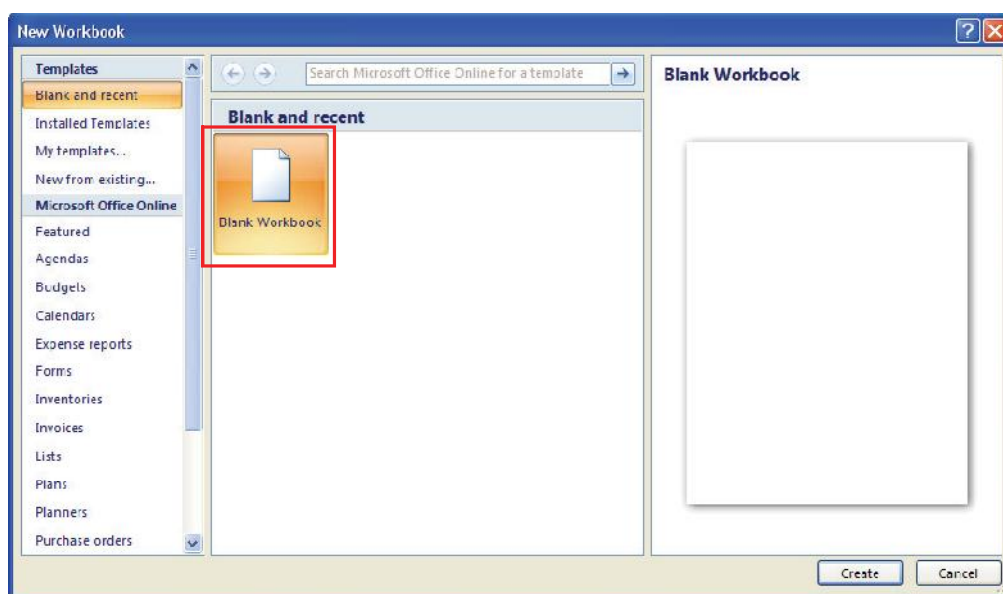 New Workbook
Templates
Blank and recent
Installed Templates
My templates...
New from existing...
Microsoft Office Online
Featured
Agendas
Budgets
Calendars
Expense reports
Forms
Inventories
Invoices
Lists
Plans
Planners
Purchase orders
Search Microsoft Office Online for a template
Blank and recent
Blank Workbook
Blank Workbook
Create
Cancel